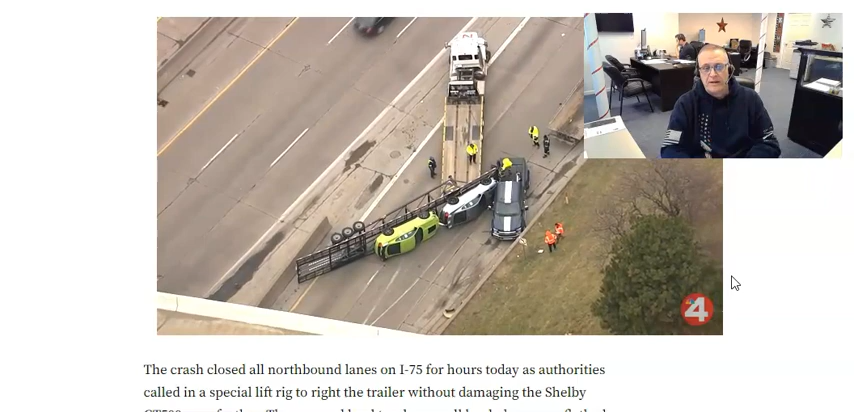 4
The crash closed all northbound lanes on I-75 for hours today as authorities
called in a special lift rig to right the trailer without damaging the Shelby